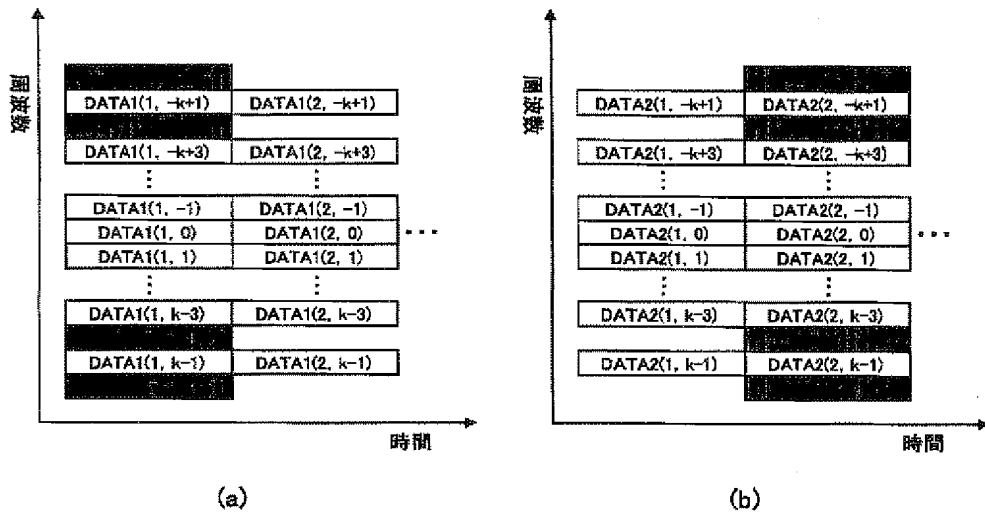 周波数
DATA1(1, -k+1) DATA1(2, -k+1)
DATA1(1, -k+3) DATA1(2, -k+3)
DATA1(1, -1) DATA1(2, -1)
DATA1(1, 0) DATA1(2, 0)
DATA1(1, 1) DATA1(2, 1)
DATA1(1, k-3) DATA1(2, k-3)
DATA1(1, k-1) DATA1(2, k-1)
時間
(a)
周波数
DATA2(1, -k+1) DATA2(2, -k+1)
DATA2(1, -k+3) DATA2(2, -k+3)
DATA2(1, -1) DATA2(2, -1)
DATA2(1, 0) DATA2(2, 0)
DATA2(1, 1) DATA2(2, 1)
DATA2(1, k-3) DATA2(2, k-3)
DATA2(1, k-1) DATA2(2, k-1)
時間
(b)